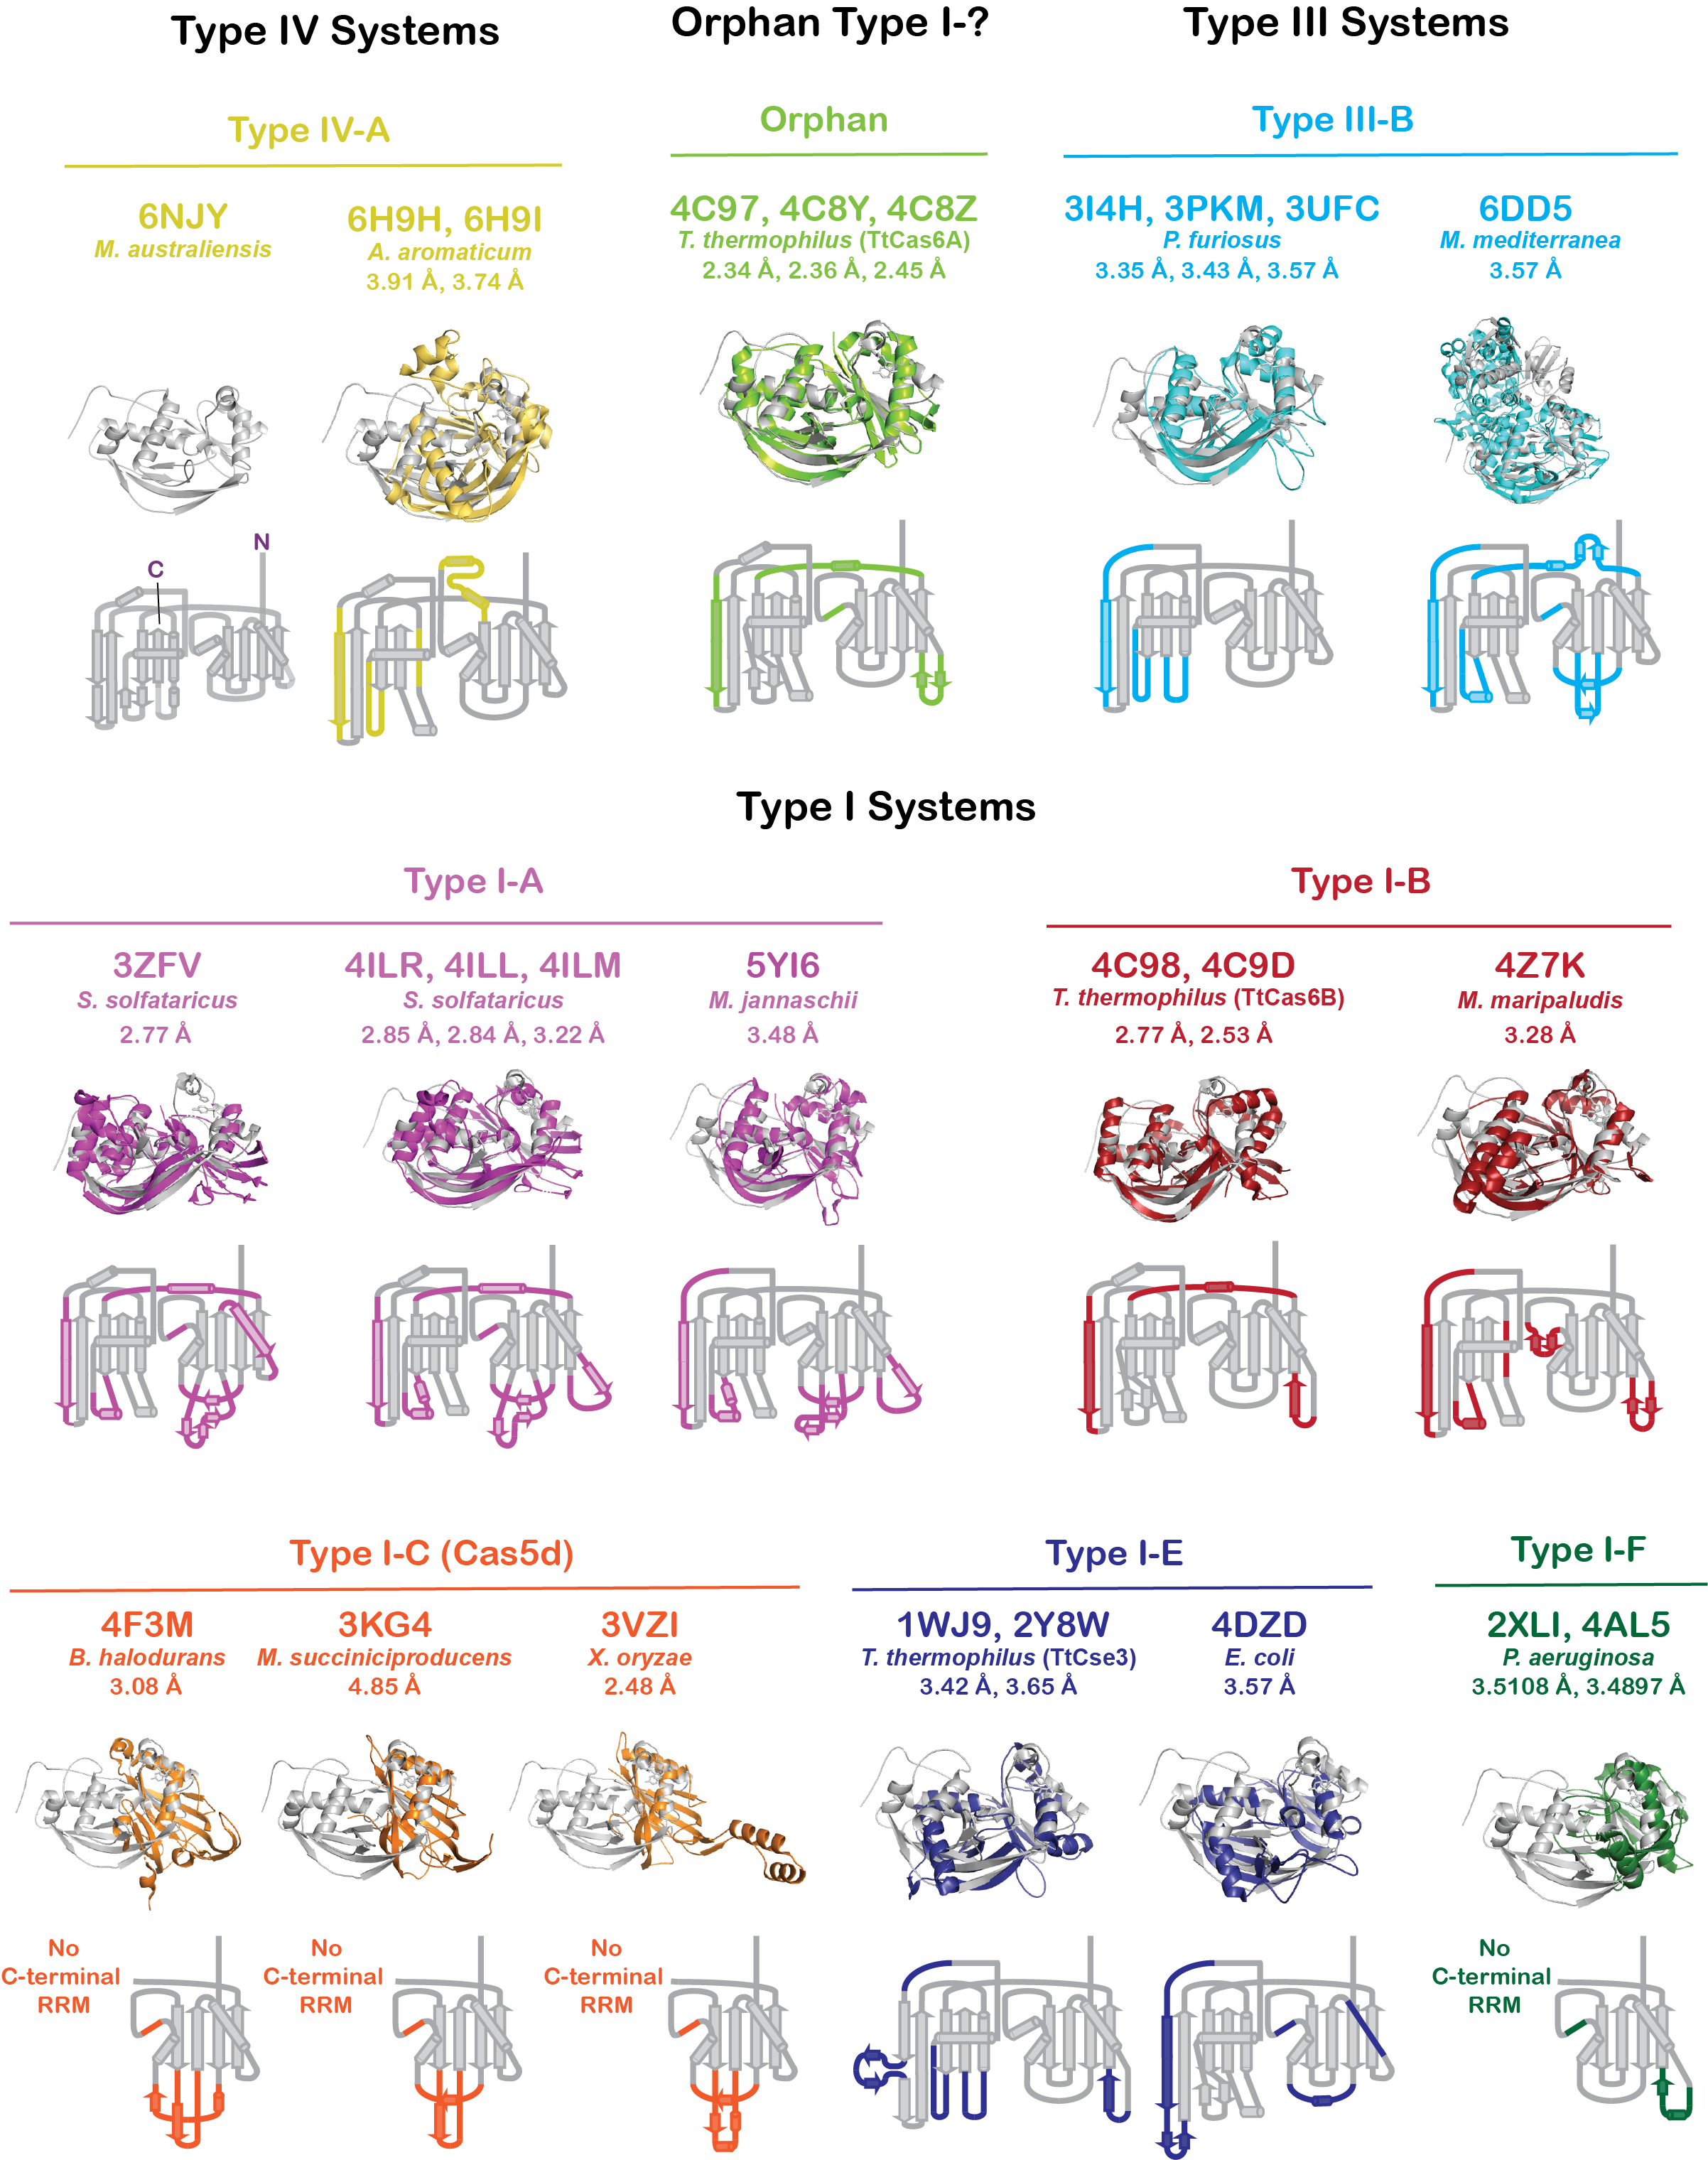 Type IV Systems
Orphan Type I-?
Type III Systems
Type IV-A
Orphan
Type III-B
6NJY
M. australiensis
6H9H, 6H9I
A. aromaticum
3.91 Å, 3.74 Å
4C97, 4C8Y, 4C8Z
T. thermophilus (TtCas6A)
2.34 Å, 2.36 Å, 2.45 Å
3I4H, 3PKM, 3UFC
P. furiosus
3.35 Å, 3.43 Å, 3.57 Å
6DD5
M. mediterranea
3.57 Å
N
C
Type I Systems
Type I-A
Type I-B
3ZFV
S. solfataricus
2.77 Å
4ILR, 4ILL, 4ILM
S. solfataricus
2.85 Å, 2.84 Å, 3.22 Å
5YI6
M. jannaschii
3.48 Å
4C98, 4C9D
T. thermophilus (TtCas6B)
2.77 Å, 2.53 Å
4Z7K
M. maripaludis
3.28 Å
Type I-C (Cas5d)
Type I-E
Type I-F
4F3M
B. halodurans
3.08 Å
3KG4
M. succiniciproducens
4.85 Å
3VZI
X. oryzae
2.48 Å
1WJ9, 2Y8W
T. thermophilus (TtCse3)
3.42 Å, 3.65 Å
4DZD
E. coli
3.57 Å
2XLI, 4AL5
P. aeruginosa
3.5108 Å, 3.4897 Å
No
C-terminal
RRM
No
C-terminal
RRM
No
C-terminal
RRM
No
C-terminal
RRM